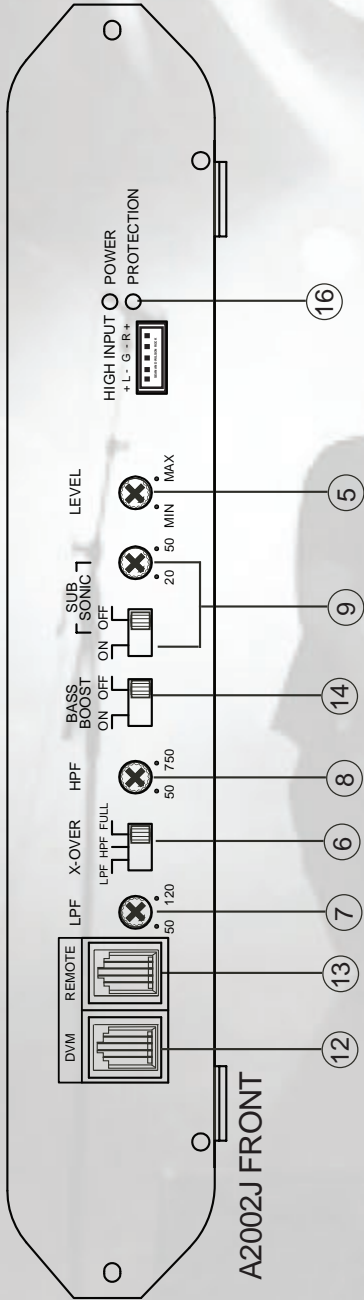 DVM
REMOTE
LPF
50 120
X-OVER
LPF HPF FULL
HPF
50 750
BASS
BOOST
ON OFF
SUB
SONIC
ON OFF
20 50
LEVEL
MIN MAX
HIGH INPUT
+ L - G - R +
POWER
PROTECTION
12
13
7
6
8
14
9
5
16
A2002J FRONT